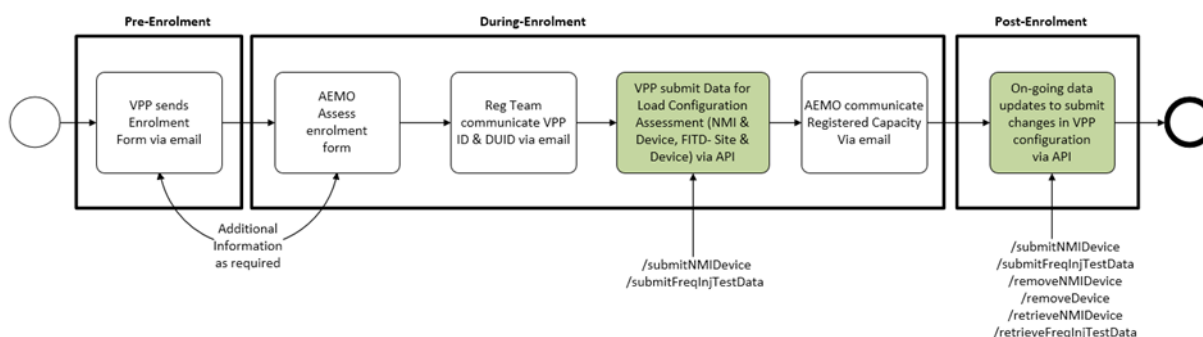 Pre-Enrolment
During-Enrolment
Post-Enrolment
VPP sends
Enrolment
Form via email
AEMO
Assess
enrolment
form
Reg Team
communicate VPP
ID & DUID via email
VPP submit Data for
Load Configuration
Assessment (NMI &
Device, FITD- Site &
Device) via API
AEMO communicate
Registered Capacity
Via email
On-going data
updates to submit
changes in VPP
configuration
via API
Additional
Information
as required
/submitNMIDevice
/submitFreqInjTestData
/submitNMIDevice
/submitFreqInjTestData
/removeNMIDevice
/removeDevice
/retrieveNMIDevice
/retrieveFreqInjTestData